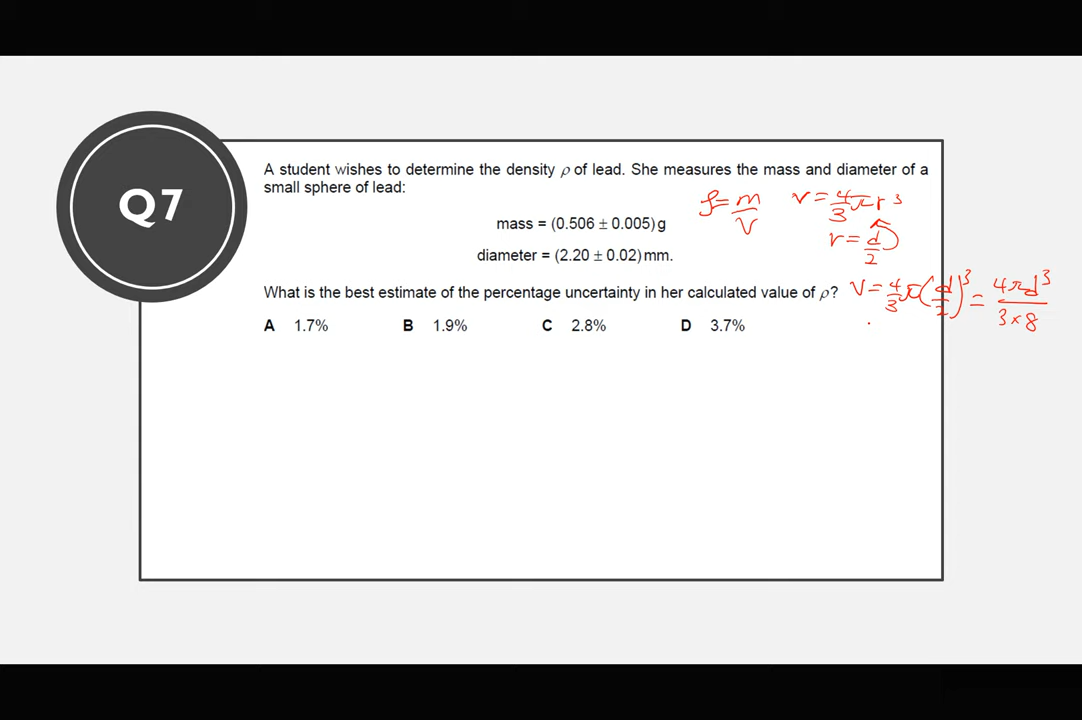 Q7
A student wishes to determine the density ρ of lead. She measures the mass and diameter of a
small sphere of lead:
mass = (0.506 ± 0.005) g
diameter = (2.20 ± 0.02) mm.
What is the best estimate of the percentage uncertainty in her calculated value of ρ?
A 1.7% B 1.9% C 2.8% D 3.7%
ρ = m/V
V = 4/3 πr³
r = d/2
V = 4/3 π(d/2)³ = 4πd³/3×8